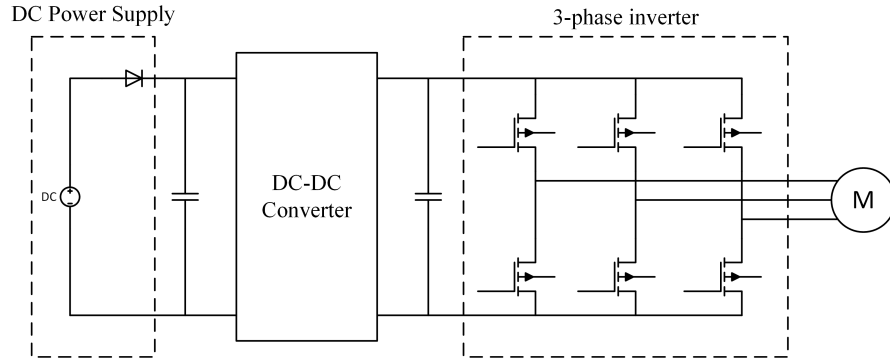 DC Power Supply
3-phase inverter
DC
DC-DC
Converter
M